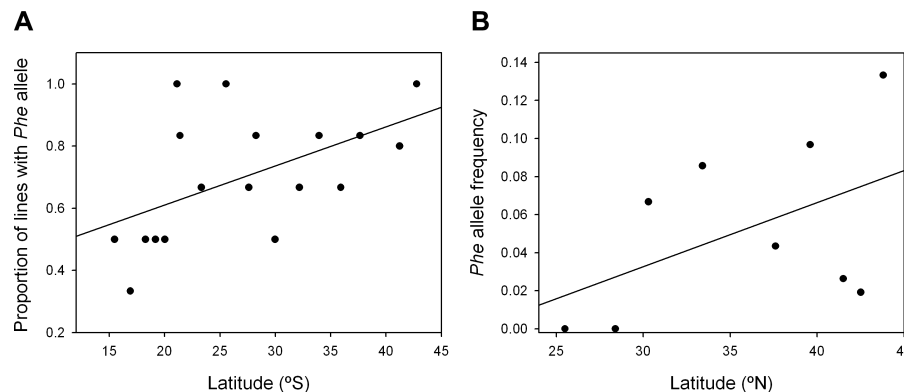 A
Proportion of lines with Phe allele
1.0
0.8
0.6
0.4
0.2
15 20 25 30 35 40 45
Latitude (ºS)
B
Phe allele frequency
0.14
0.12
0.10
0.08
0.06
0.04
0.02
0.00
25 30 35 40 4
Latitude (ºN)